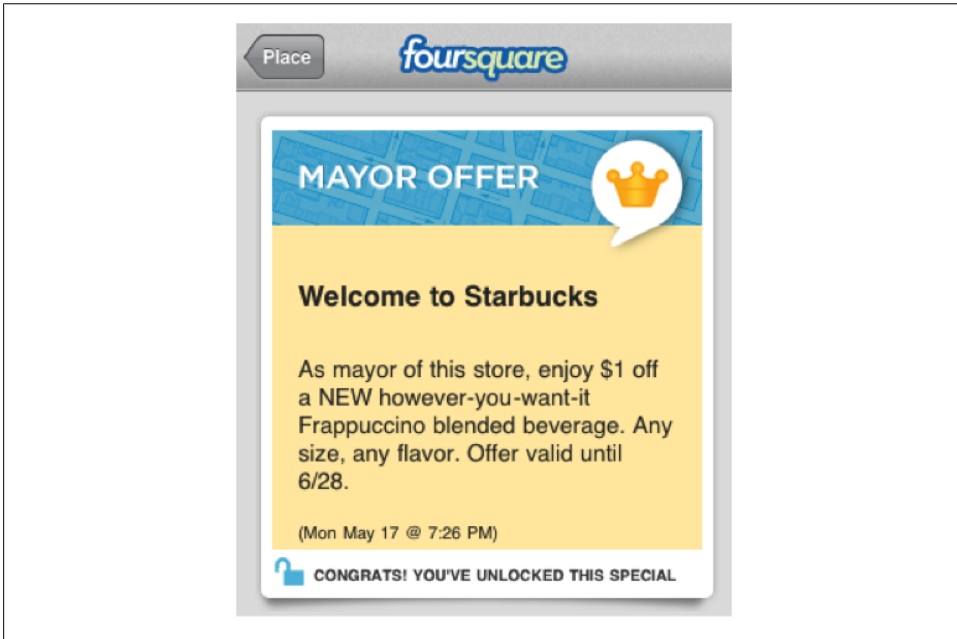 Place
foursquare
MAYOR OFFER
Welcome to Starbucks
As mayor of this store, enjoy $1 off
a NEW however-you-want-it
Frappuccino blended beverage. Any
size, any flavor. Offer valid until
6/28.
(Mon May 17 @ 7:26 PM)
CONGRATS! YOU'VE UNLOCKED THIS SPECIAL